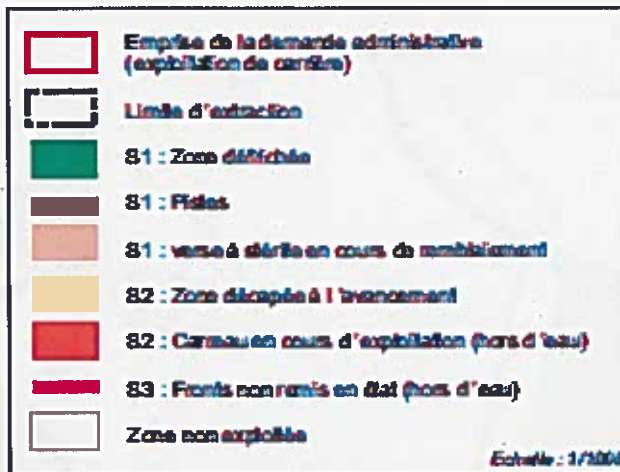 Emprise de la demande administrative
(exploitation de carrière)
Limite d'extraction
S1 : Zone défrichée
S1 : Pistes
S1 : verse à stérile en cours de remblaiement
S2 : Zone décapée à l'avancement
S2 : Carreau en cours d'exploitation (hors d'eau)
S3 : Fronts non remis en état (hors d'eau)
Zone non exploitée
Echelle :